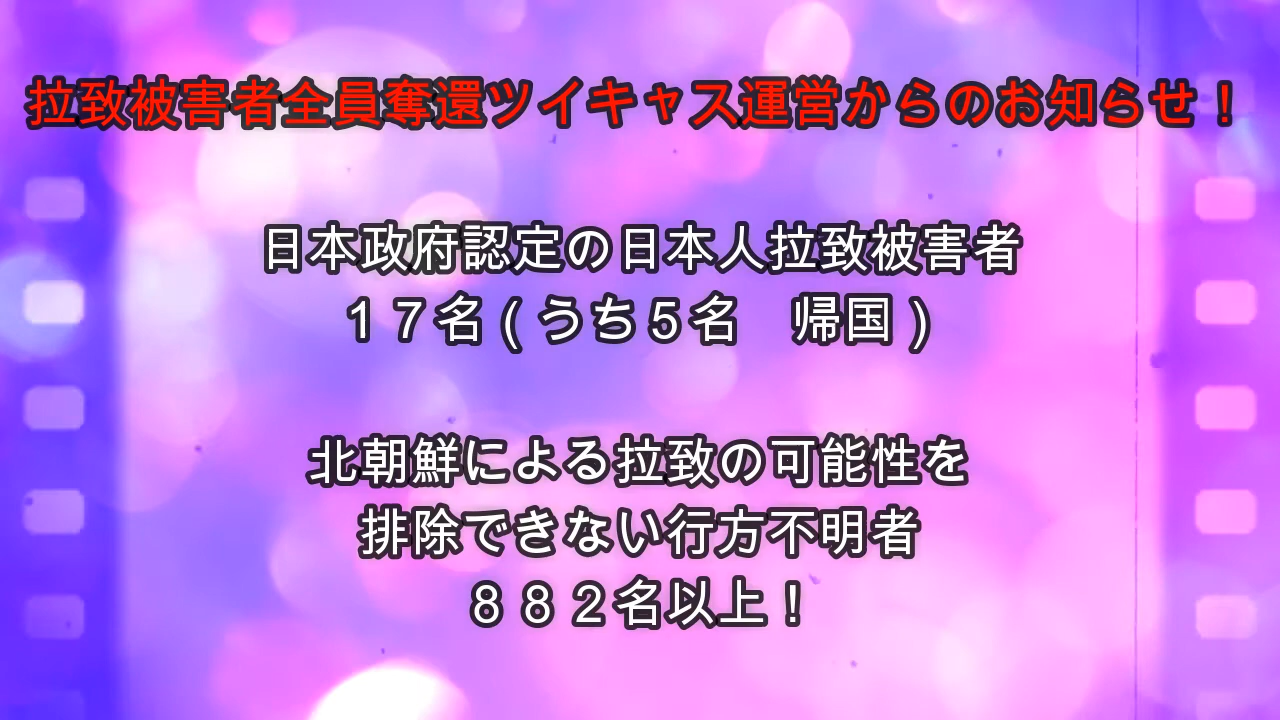 拉致被害者全員奪還ツイキャス運営からのお知らせ！
日本政府認定の日本人拉致被害者
１７名（うち５名　帰国）
北朝鮮による拉致の可能性を
排除できない行方不明者
８８２名以上！